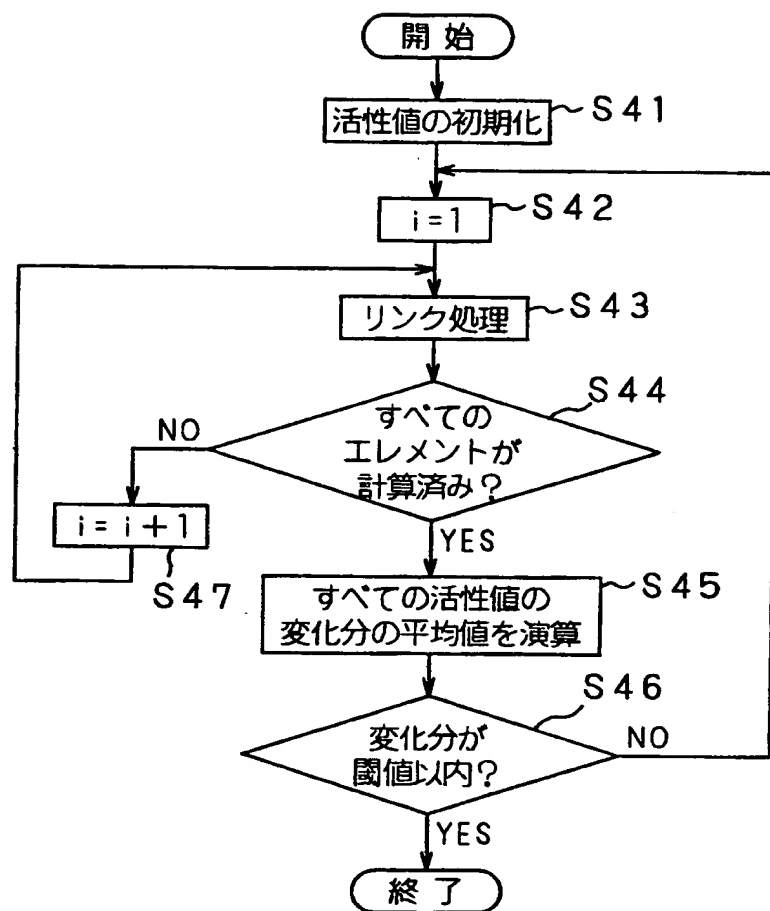 開始
活性値の初期化
S41
i=1
S42
リンク処理
S43
S44
すべての
エレメントが
計算済み?
NO
i=i+1
S47
YES
すべての活性値の
変化分の平均値を演算
S45
S46
変化分が
閾値以内?
NO
YES
終了